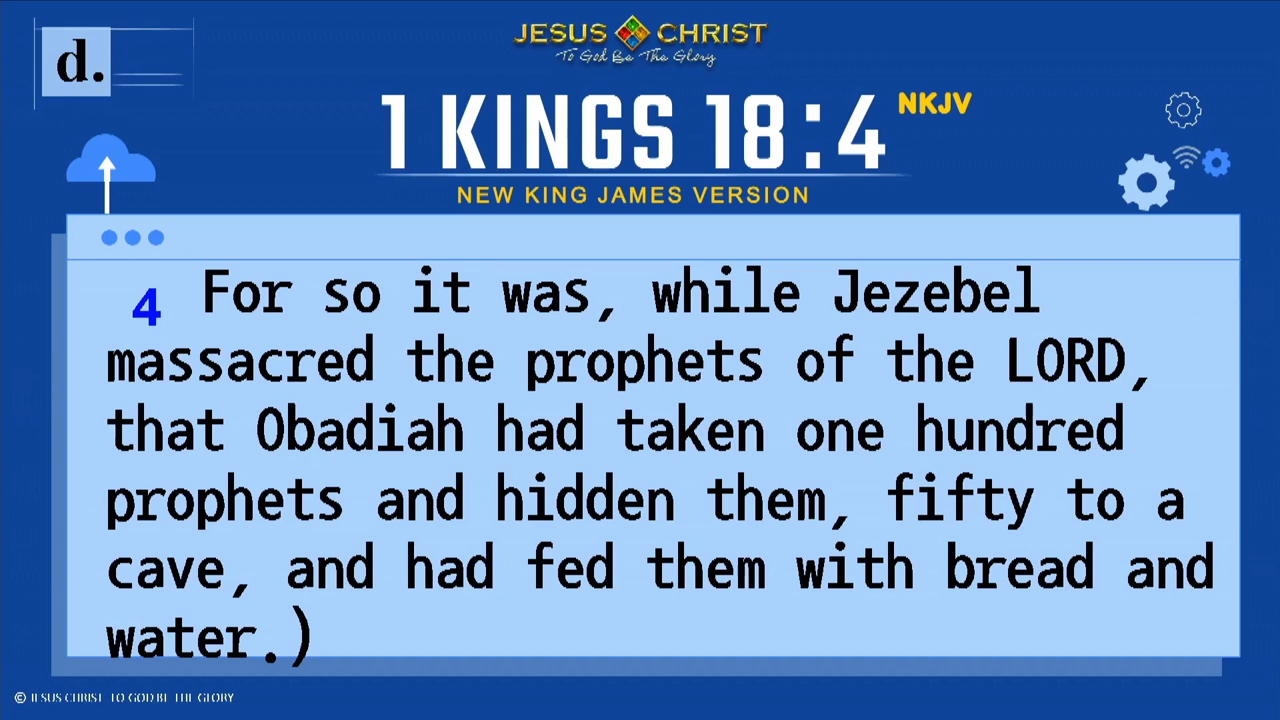 d.
JESUS CHRIST
To God Be The Glory
1 KINGS 18:4 NKJV
NEW KING JAMES VERSION
4 For so it was, while Jezebel
massacred the prophets of the LORD,
that Obadiah had taken one hundred
prophets and hidden them, fifty to a
cave, and had fed them with bread and
water.)
© JESUS CHRIST TO GOD BE THE GLORY